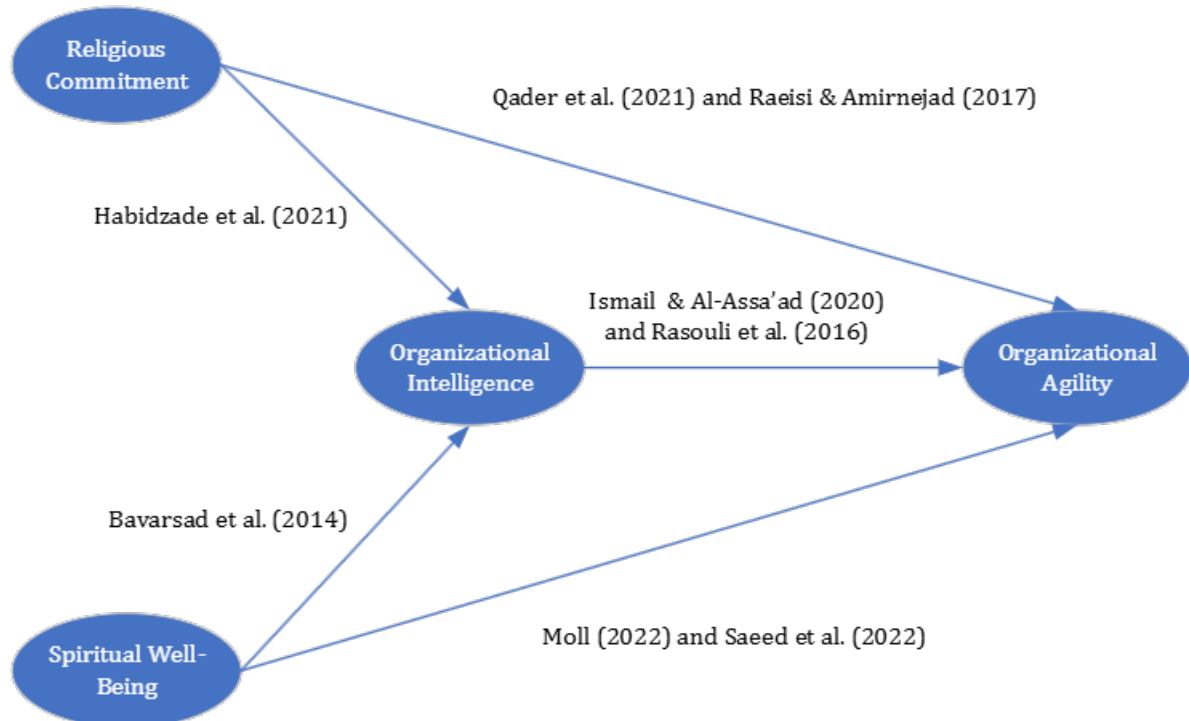 Religious
Commitment
Qader et al. (2021) and Raeisi & Amirnejad (2017)
Habidzade et al. (2021)
Ismail & Al-Assa’ad (2020)
and Rasouli et al. (2016)
Organizational
Intelligence
Organizational
Agility
Bavarsad et al. (2014)
Moll (2022) and Saeed et al. (2022)
Spiritual Well-
Being